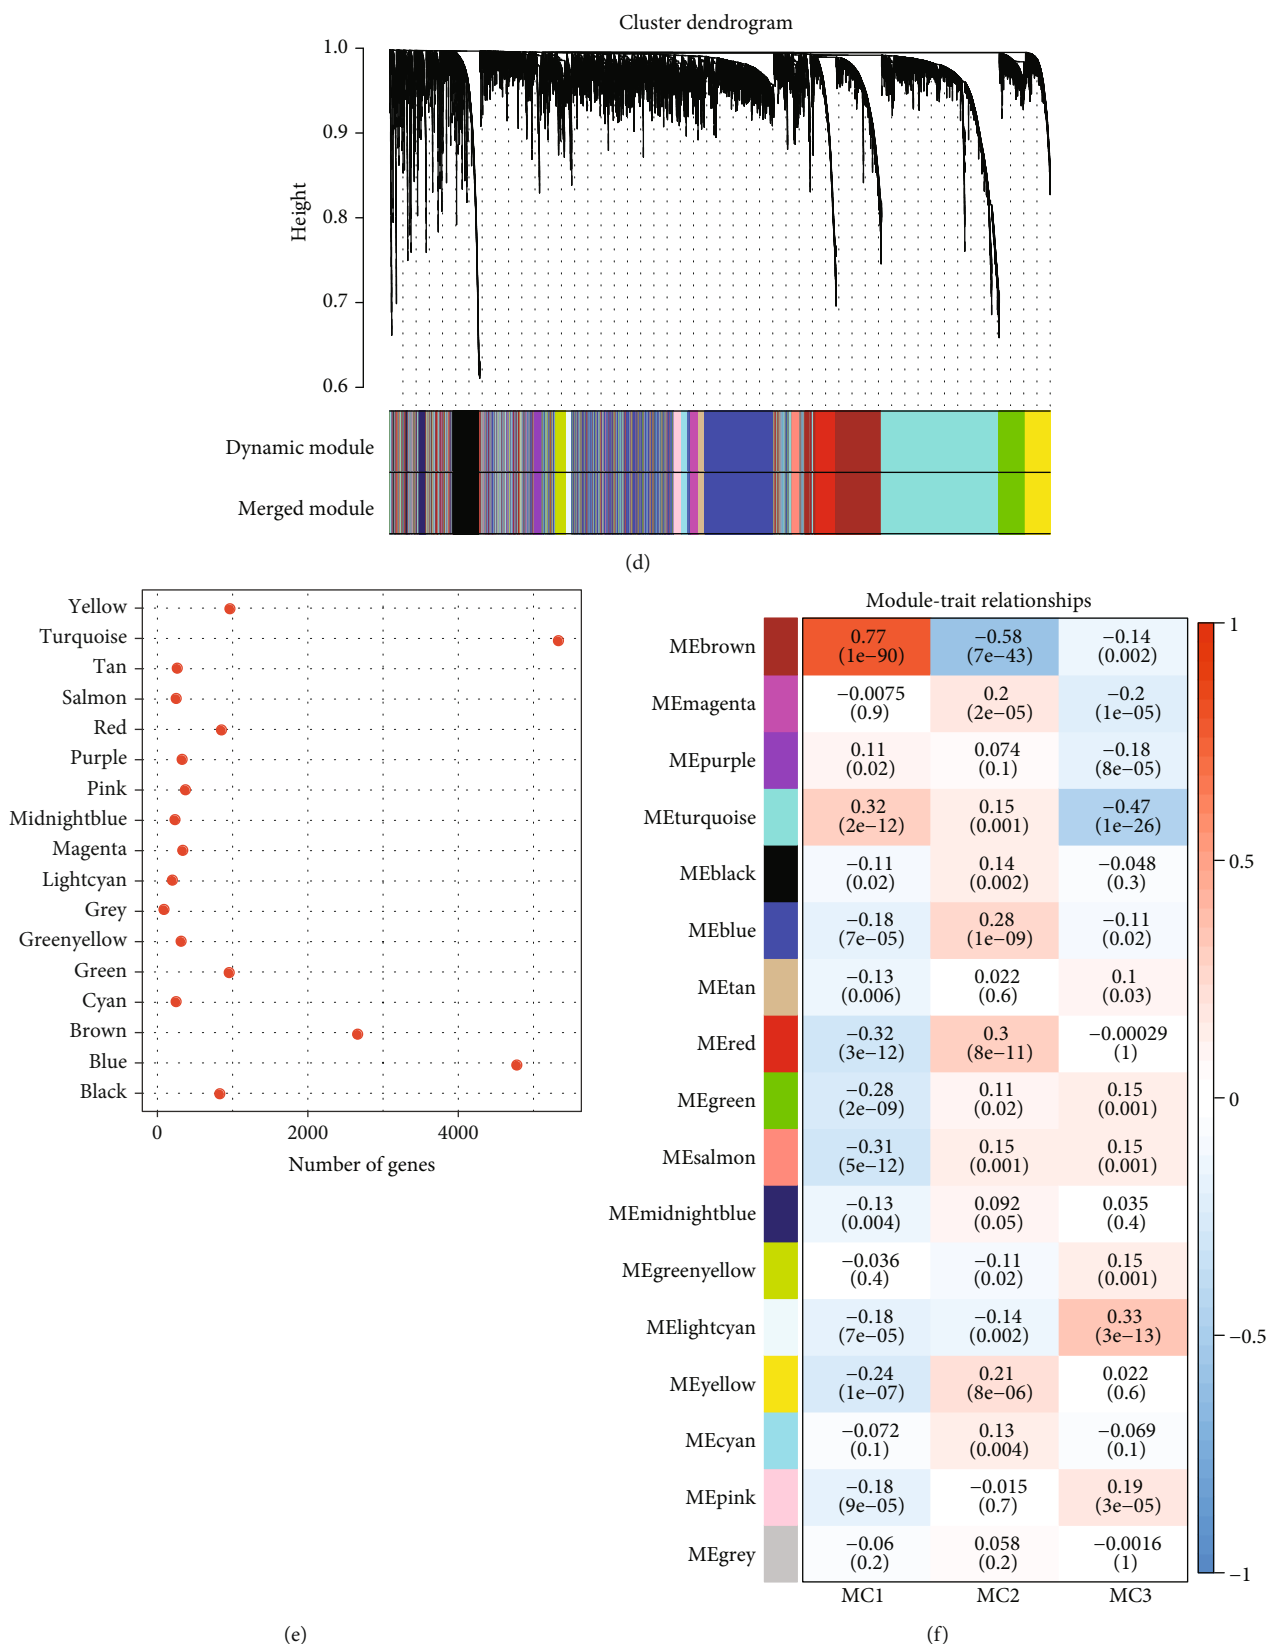 Cluster dendrogram
1.0
0.9
0.8
0.7
0.6
Height
Dynamic module
Merged module
(d)
Yellow
Turquoise
Tan
Salmon
Red
Purple
Pink
Midnightblue
Magenta
Lightcyan
Grey
Greenyellow
Green
Cyan
Brown
Blue
Black
0 2000 4000
Number of genes
(e)
Module-trait relationships
MEbrown 0.77 −0.58 −0.14
(1e−90) (7e−43) (0.002)
MEmagenta −0.0075 0.2 −0.2
(0.9) (2e−05) (1e−05)
MEpurple 0.11 0.074 −0.18
(0.02) (0.1) (8e−05)
MEturquoise 0.32 0.15 −0.47
(2e−12) (0.001) (1e−26)
MEblack −0.11 0.14 −0.048
(0.02) (0.002) (0.3)
MEblue −0.18 0.28 −0.11
(7e−05) (1e−09) (0.02)
MEtan −0.13 0.022 0.1
(0.006) (0.6) (0.03)
MEred −0.32 0.3 −0.00029
(3e−12) (8e−11) (1)
MEgreen −0.28 0.11 0.15
(2e−09) (0.02) (0.001)
MEsalmon −0.31 0.15 0.15
(5e−12) (0.001) (0.001)
MEmidnightblue −0.13 0.092 0.035
(0.004) (0.05) (0.4)
MEgreenyellow −0.036 −0.11 0.15
(0.4) (0.02) (0.001)
MElightcyan −0.18 −0.14 0.33
(7e−05) (0.002) (3e−13)
MEyellow −0.24 0.21 0.022
(1e−07) (8e−06) (0.6)
MEcyan −0.072 0.13 −0.069
(0.1) (0.004) (0.1)
MEpink −0.18 −0.015 0.19
(9e−05) (0.7) (3e−05)
MEgrey −0.06 0.058 −0.0016
(0.2) (0.2) (1)
MC1 MC2 MC3
1
0.5
0
−0.5
−1
(f)